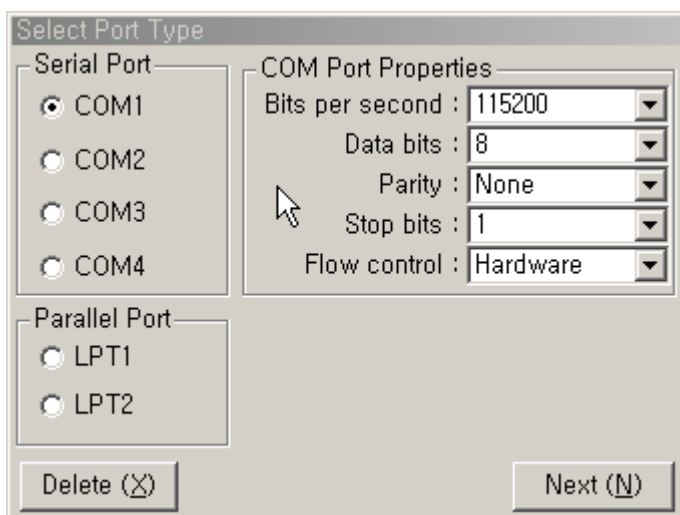 Select Port Type
Serial Port
COM1
COM2
COM3
COM4
COM Port Properties
Bits per second : 115200
Data bits : 8
Parity : None
Stop bits : 1
Flow control : Hardware
Parallel Port
LPT1
LPT2
Delete (X)
Next (N)